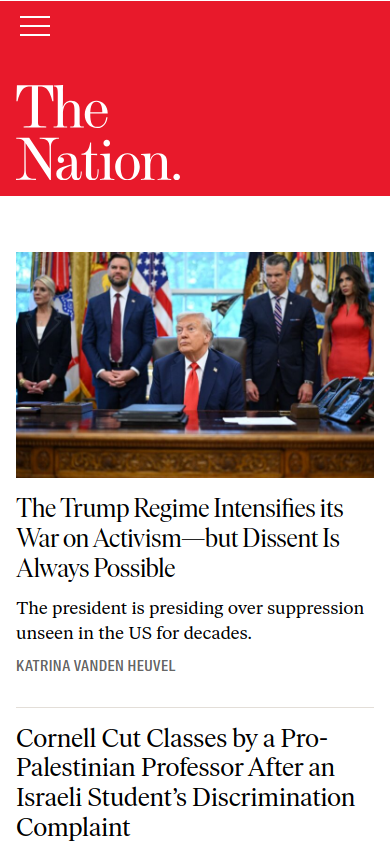 The
Nation.
The Trump Regime Intensifies its
War on Activism—but Dissent Is
Always Possible
The president is presiding over suppression
unseen in the US for decades.
KATRINA VANDEN HEUVEL
Cornell Cut Classes by a Pro-
Palestinian Professor After an
Israeli Student’s Discrimination
Complaint